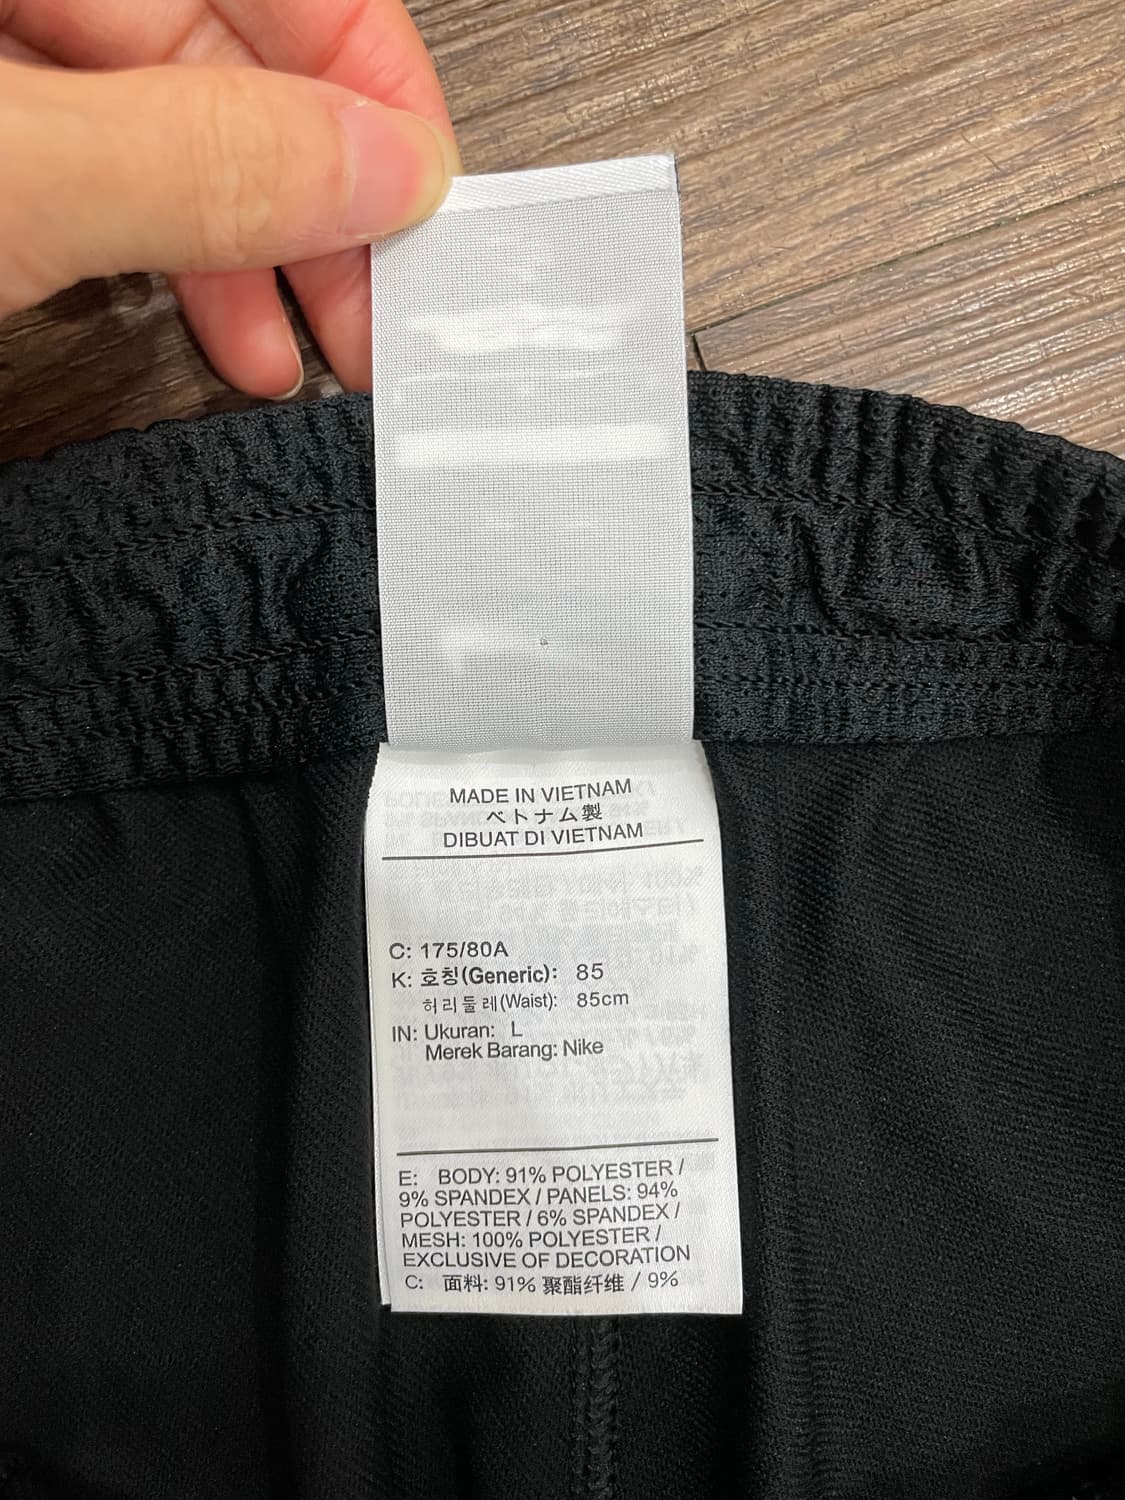 MADE IN VIETNAM
ベトナム製
DIBUAT DI VIETNAM
C: 175/80A
K: 호칭(Generic): 85
허리둘레(Waist): 85cm
IN: Ukuran: L
Merek Barang: Nike
E: BODY: 91% POLYESTER /
9% SPANDEX / PANELS: 94%
POLYESTER / 6% SPANDEX /
MESH: 100% POLYESTER /
EXCLUSIVE OF DECORATION
C: 面料: 91% 聚酯纤维 / 9%